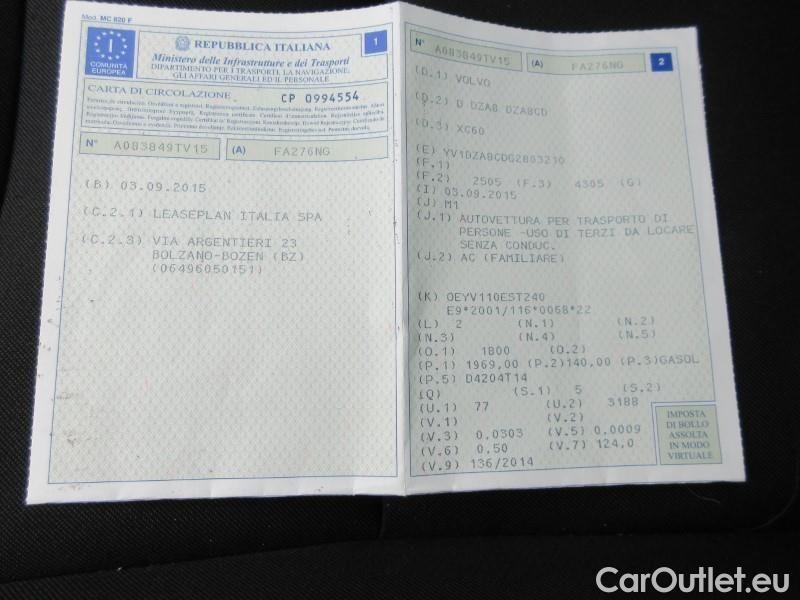 Mod. MC 820 F
I
COMUNITÀ
EUROPEA
REPUBBLICA ITALIANA
1
Ministero delle Infrastrutture e dei Trasporti
DIPARTIMENTO PER I TRASPORTI, LA NAVIGAZIONE,
GLI AFFARI GENERALI ED IL PERSONALE
CARTA DI CIRCOLAZIONE CP 0994554
N° A083849TV15 (A) FA276NG
(B) 03.09.2015
(C.2.1) LEASEPLAN ITALIA SPA
(C.2.3) VIA ARGENTIERI 23
BOLZANO-BOZEN (BZ)
(06496050151)
N° A083849TV15 (A) FA276NG 2
(D.1) VOLVO
(D.2) D DZA8 DZA8CD
(D.3) XC60
(E) YV1DZA8CDG2803230
(F.1)
(F.2) 2505 (F.3) 4305 (G)
(I) 03.09.2015
(J) M1
(J.1) AUTOVETTURA PER TRASPORTO DI
PERSONE -USO DI TERZI DA LOCARE
SENZA CONDUC.
(J.2) AC (FAMILIARE)
(K) OEYV110EST240
E9*2001/116*0068*22
(L) 2 (N.1) (N.2)
(N.3) (N.4) (N.5)
(O.1) 1800 (O.2)
(P.1) 1969,00 (P.2)140,00 (P.3)GASOL
(P.5) D4204T14
(Q) (S.1) 5 (S.2)
(U.1) 77 (U.2) 3188
(V.1) (V.2)
(V.3) 0.0303 (V.5) 0.0009
(V.6) 0.50 (V.7) 124,0
(V.9) 136/2014
IMPOSTA
DI BOLLO
ASSOLTA
IN MODO
VIRTUALE
CarOutlet.eu